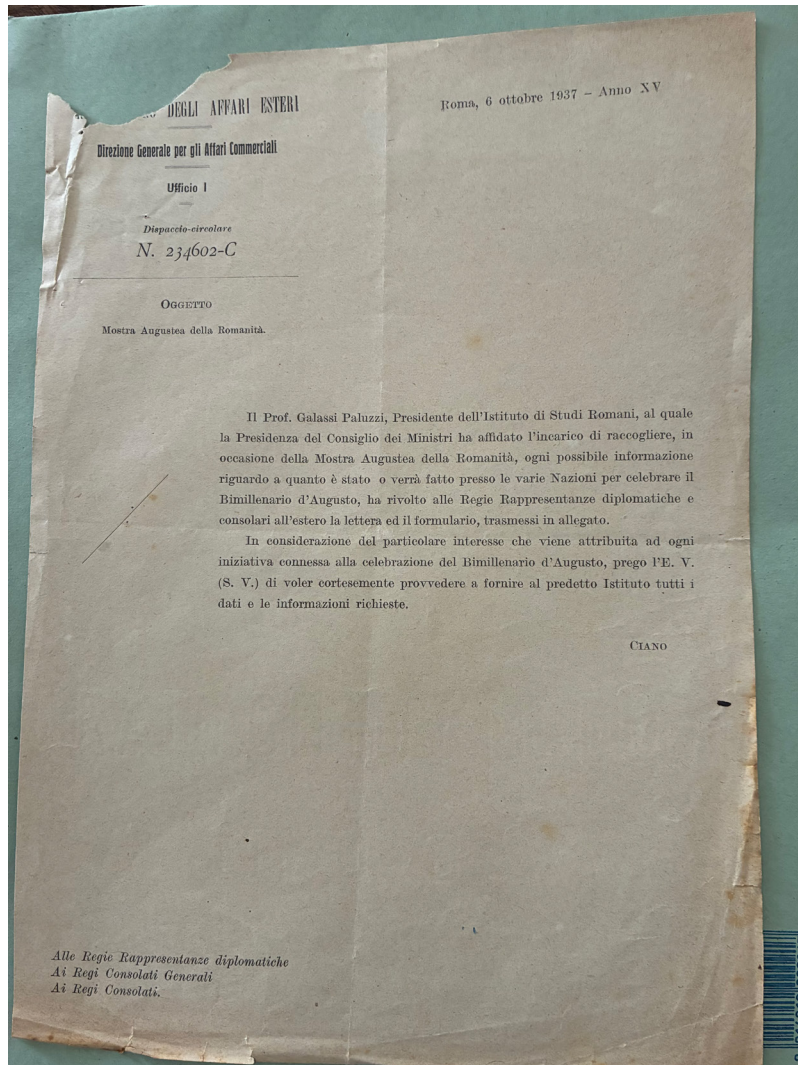 DEGLI AFFARI ESTERI
Roma, 6 ottobre 1937 – Anno XV
Direzione Generale per gli Affari Commerciali
Ufficio I
Dispaccio-circolare
N. 234602-C
OGGETTO
Mostra Augustea della Romanità.
Il Prof. Galassi Paluzzi, Presidente dell'Istituto di Studi Romani, al quale
la Presidenza del Consiglio dei Ministri ha affidato l'incarico di raccogliere, in
occasione della Mostra Augustea della Romanità, ogni possibile informazione
riguardo a quanto è stato o verrà fatto presso le varie Nazioni per celebrare il
Bimillenario d'Augusto, ha rivolto alle Regie Rappresentanze diplomatiche e
consolari all'estero la lettera ed il formulario, trasmessi in allegato.
In considerazione del particolare interesse che viene attribuita ad ogni
iniziativa connessa alla celebrazione del Bimillenario d'Augusto, prego l'E. V.
(S. V.) di voler cortesemente provvedere a fornire al predetto Istituto tutti i
dati e le informazioni richieste.
CIANO
Alle Regie Rappresentanze diplomatiche
Ai Regi Consolati Generali
Ai Regi Consolati.